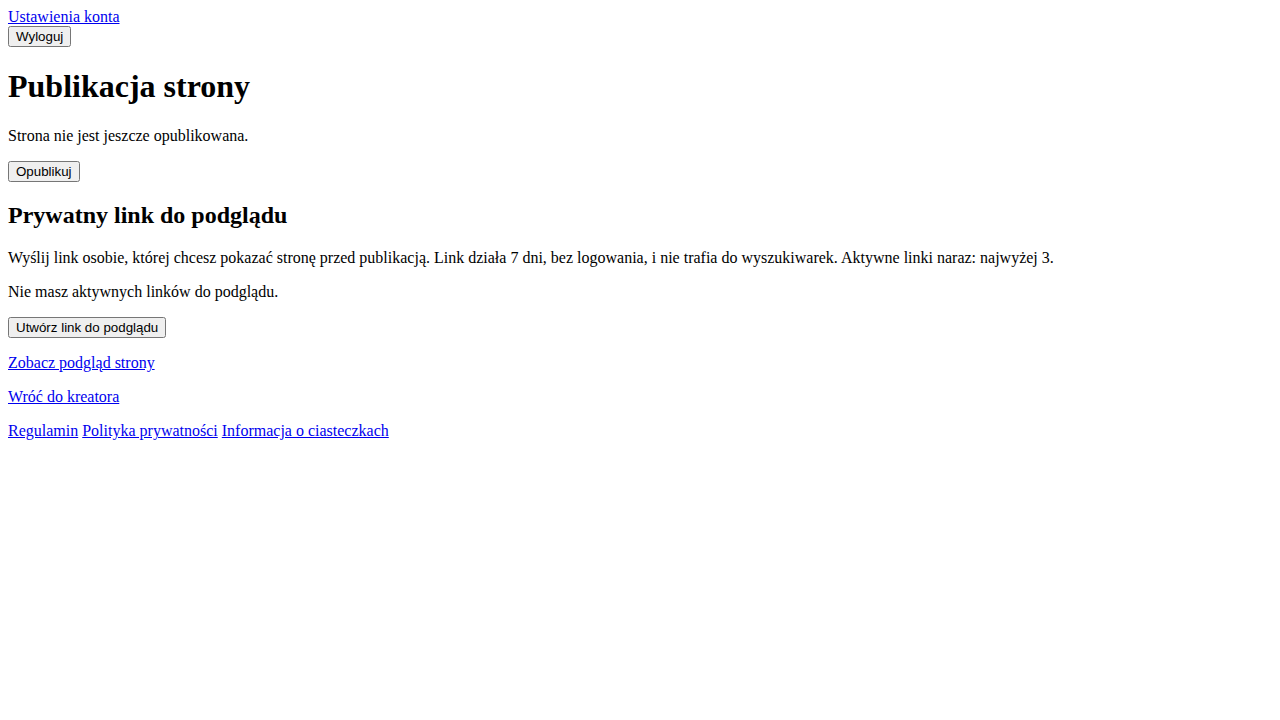 Ustawienia konta
Wyloguj
Publikacja strony
Strona nie jest jeszcze opublikowana.
Opublikuj
Prywatny link do podglądu
Wyślij link osobie, której chcesz pokazać stronę przed publikacją. Link działa 7 dni, bez logowania, i nie trafia do wyszukiwarek. Aktywne linki naraz: najwyżej 3.
Nie masz aktywnych linków do podglądu.
Utwórz link do podglądu
Zobacz podgląd strony
Wróć do kreatora
Regulamin Polityka prywatności Informacja o ciasteczkach